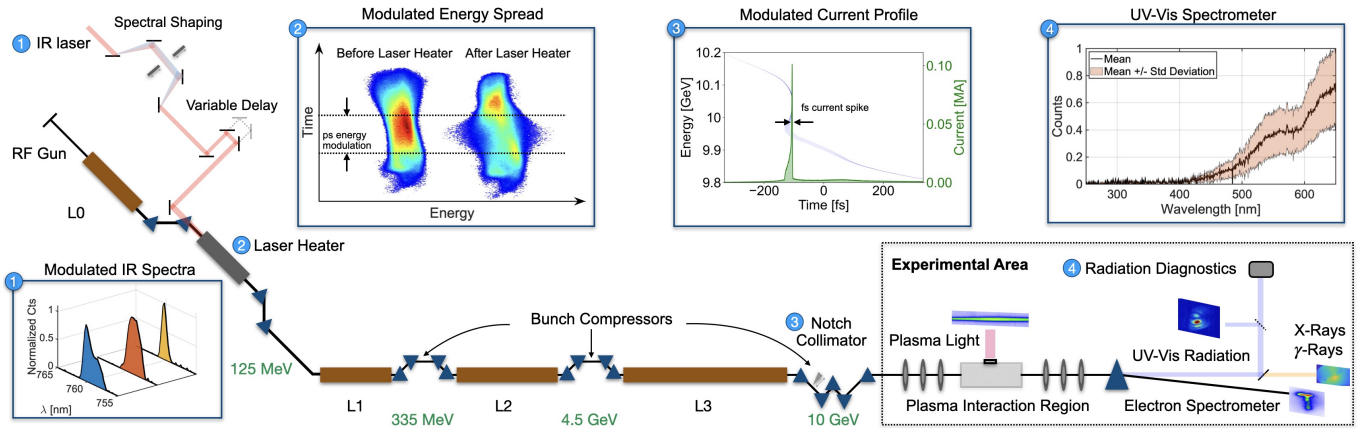 Spectral Shaping
1
IR laser
Variable Delay
RF Gun
L0
2
Laser Heater
Modulated Energy Spread
2
Before Laser Heater
After Laser Heater
Time
ps energy
modulation
Energy
Modulated Current Profile
3
10.2
10.1
10
9.9
9.8
Energy [GeV]
fs current spike
0.10
0.05
0.00
Current [MA]
−200
0
200
Time [fs]
UV-Vis Spectrometer
4
Mean
Mean +/- Std Deviation
1
0.8
0.6
0.4
0.2
0
Counts
300
400
500
600
Wavelength [nm]
Modulated IR Spectra
1
Normalized Cts
1
0.5
0
765
760
755
λ [nm]
125 MeV
L1
335 MeV
L2
4.5 GeV
L3
10 GeV
Bunch Compressors
3
Notch
Collimator
Experimental Area
4
Radiation Diagnostics
Plasma Light
UV-Vis Radiation
X-Rays
γ-Rays
Plasma Interaction Region
Electron Spectrometer